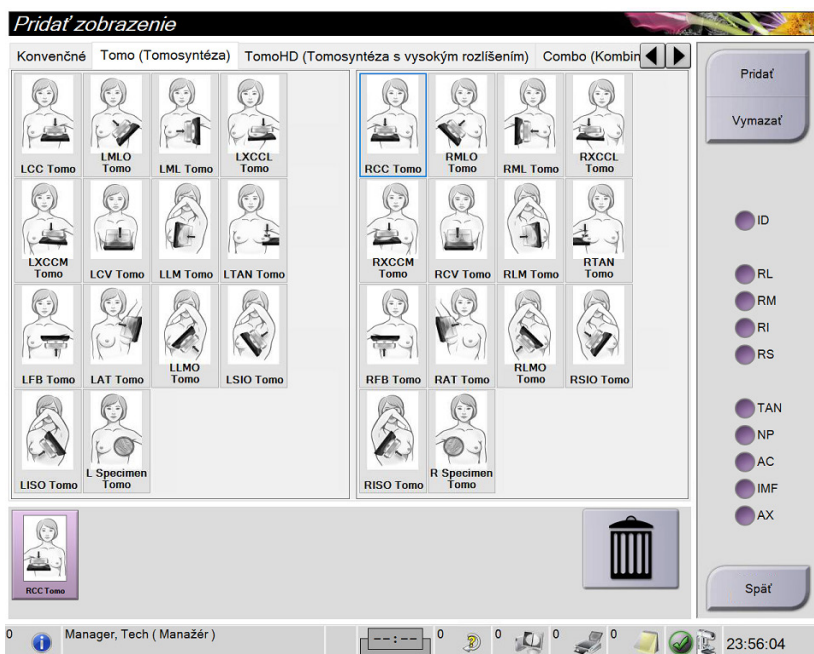 Pridať zobrazenie
Konvenčné Tomo (Tomosyntéza) TomoHD (Tomosyntéza s vysokým rozlíšením) Combo (Kombin
LCC Tomo
LMLO
Tomo
LML Tomo
LXCCL
Tomo
LXCCM
Tomo
LCV Tomo
LLM Tomo
LTAN Tomo
LFB Tomo
LAT Tomo
LLMO
Tomo
LSIO Tomo
LISO Tomo
L Specimen
Tomo
RCC Tomo
RMLO
Tomo
RML Tomo
RXCCL
Tomo
RXCCM
Tomo
RCV Tomo
RLM Tomo
RTAN
Tomo
RFB Tomo
RAT Tomo
RLMO
Tomo
RSIO Tomo
RISO Tomo
R Specimen
Tomo
Pridať
Vymazať
ID
RL
RM
RI
RS
TAN
NP
AC
IMF
AX
Späť
RCC Tomo
0 Manager, Tech ( Manažér ) --:-- 0 0 0 0 23:56:04